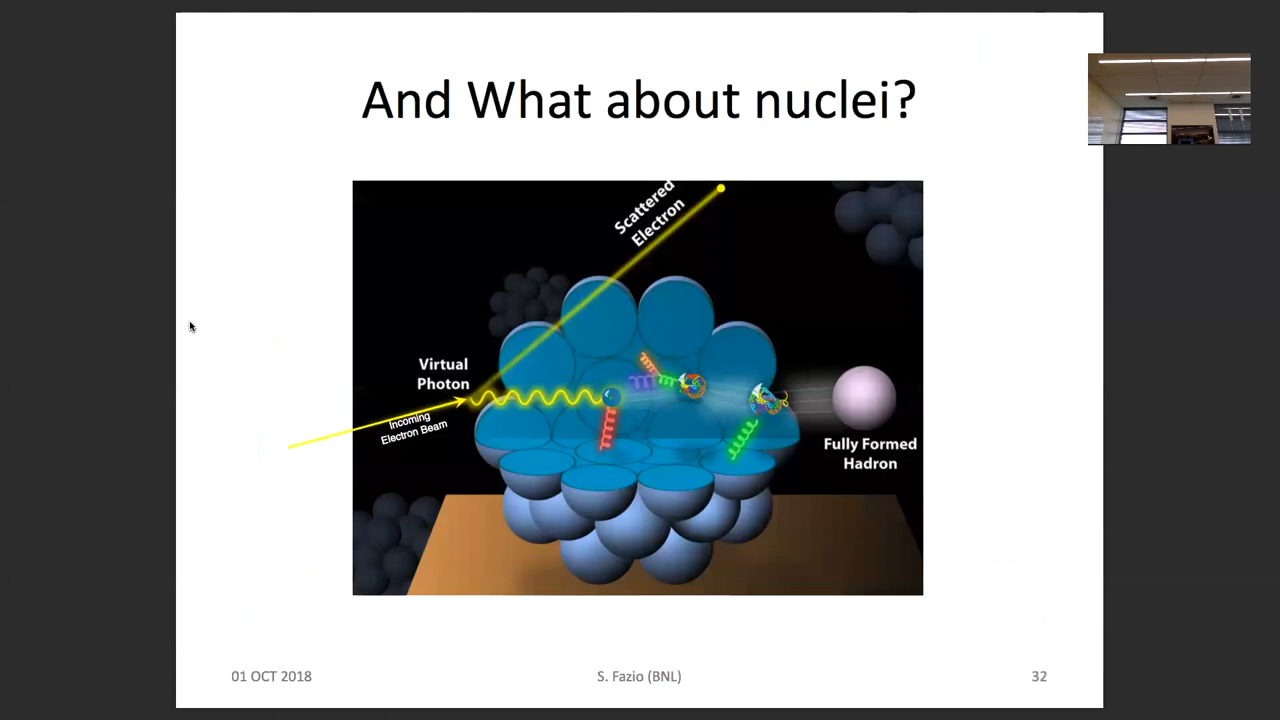 And What about nuclei?
Scattered
Electron
Virtual
Photon
Incoming
Electron Beam
Fully Formed
Hadron
01 OCT 2018
S. Fazio (BNL)
32